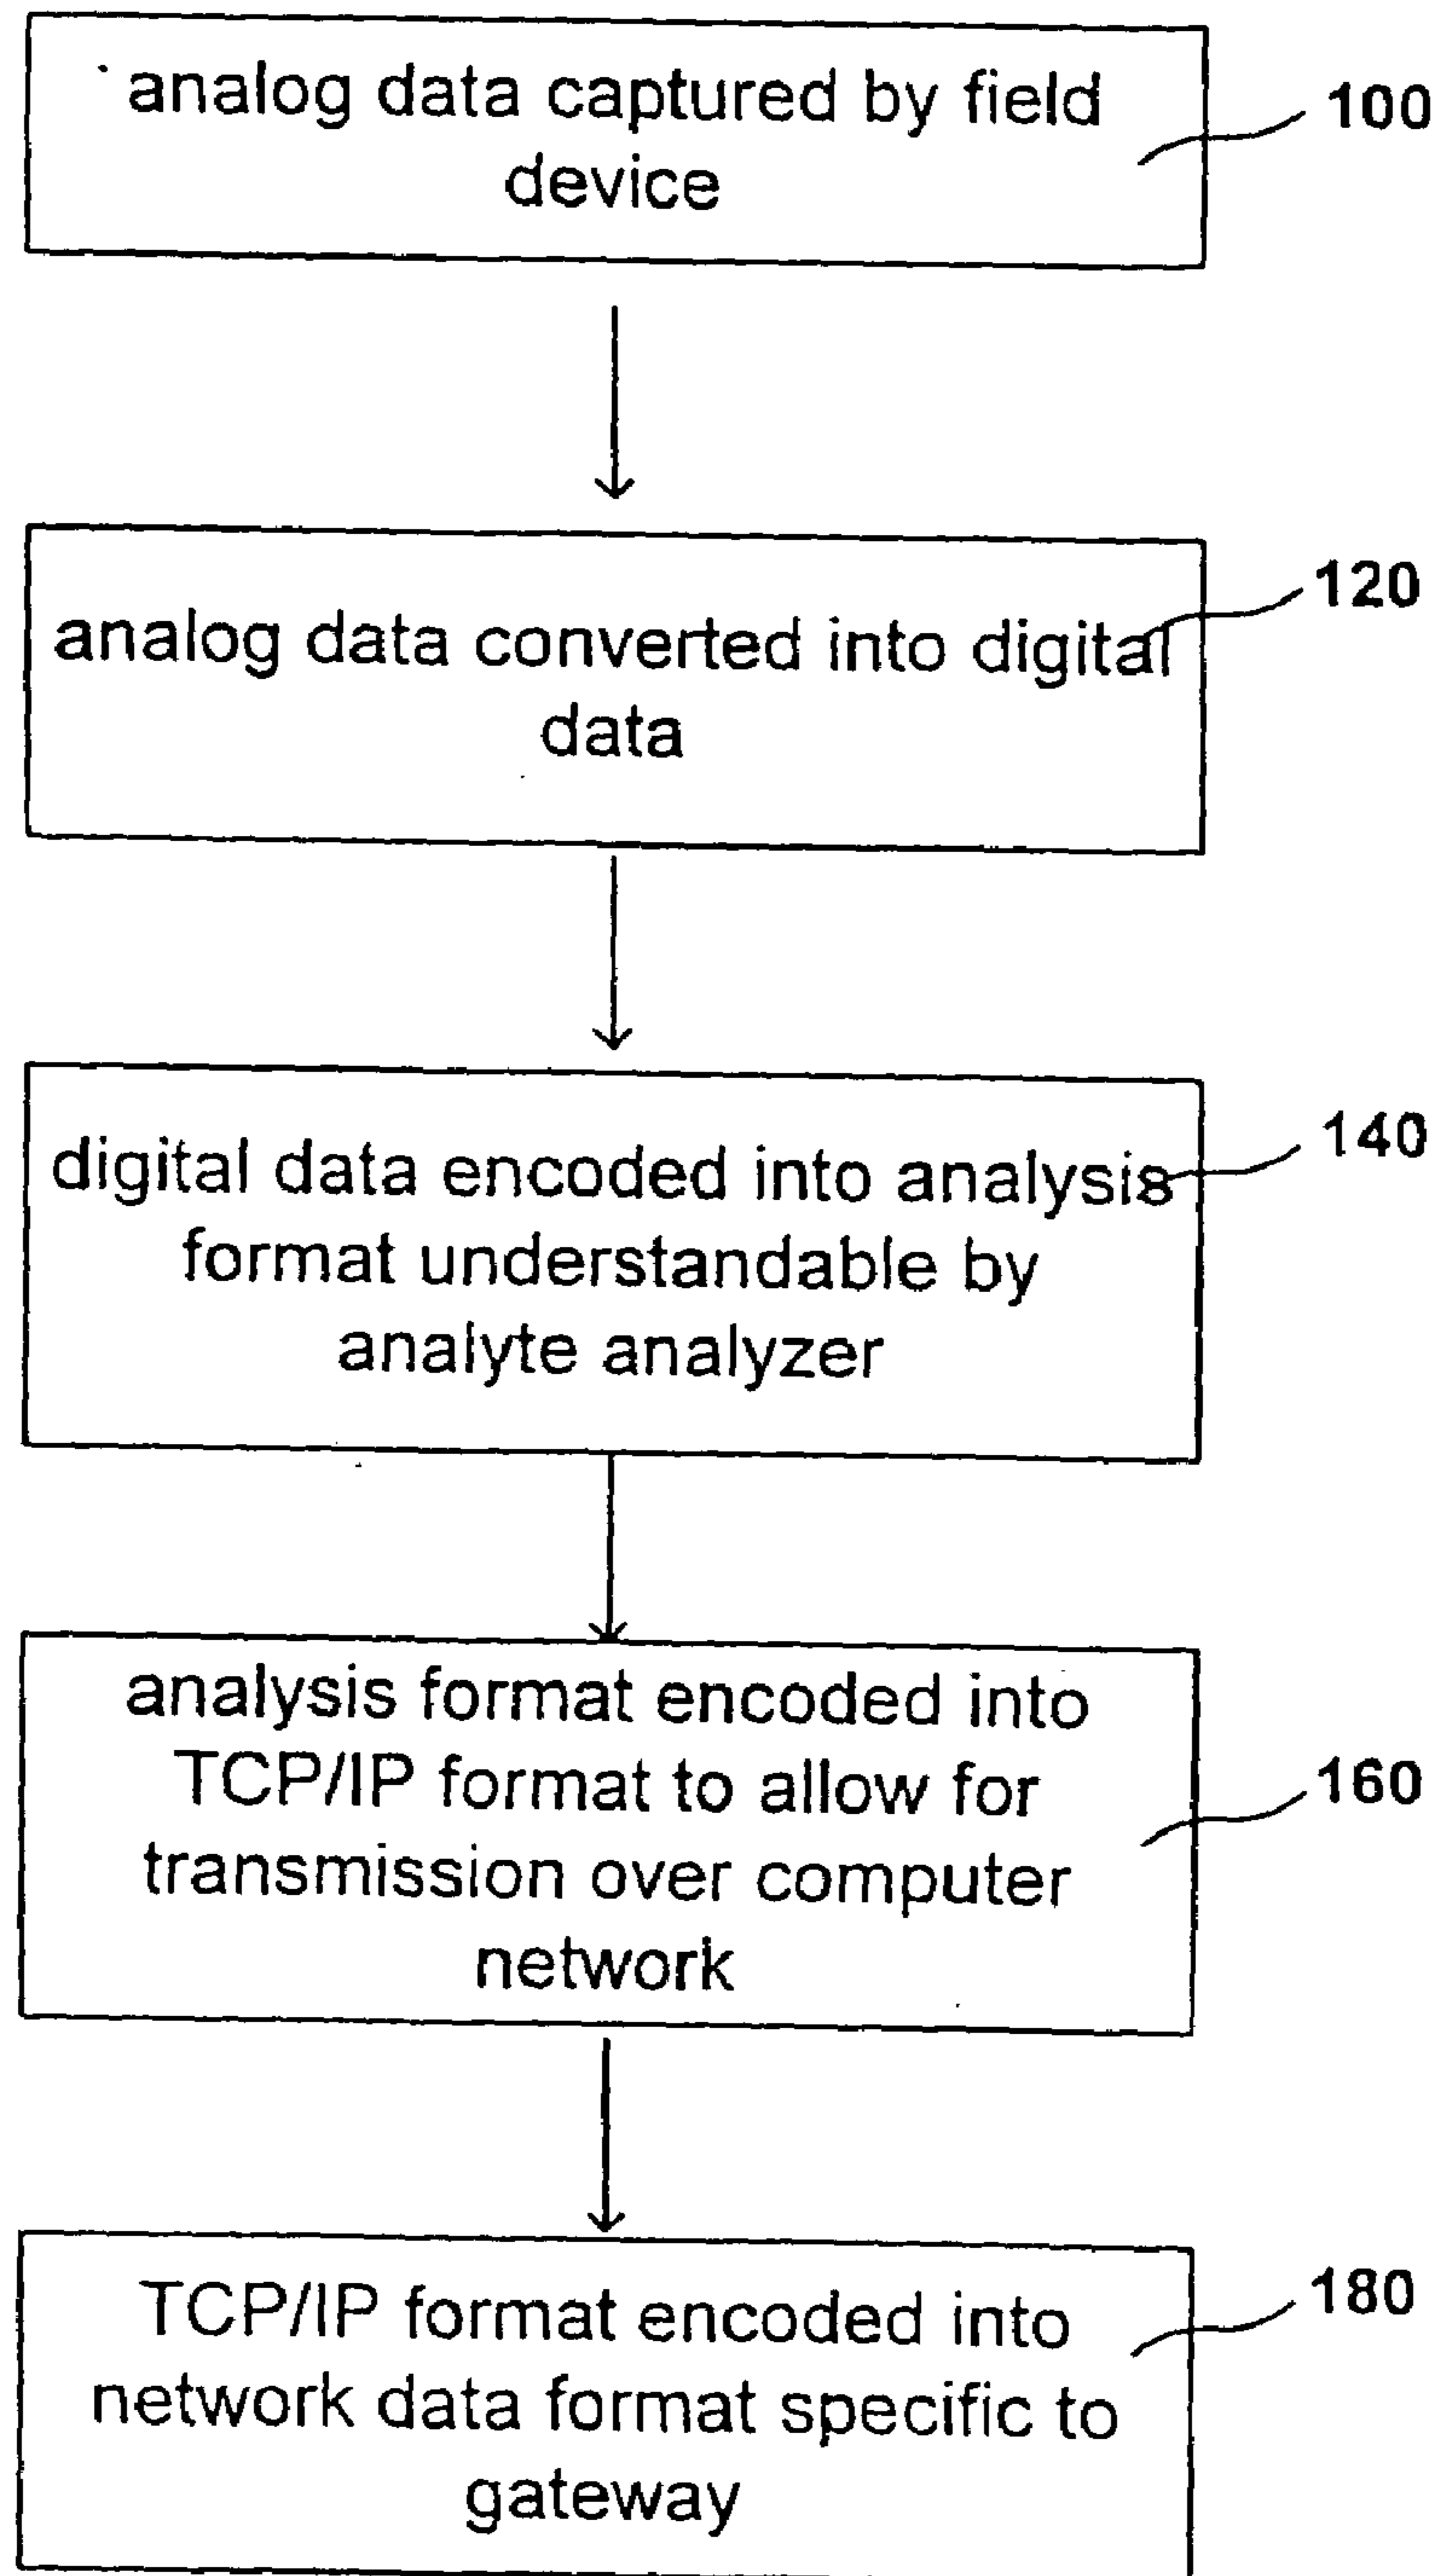 analog data captured by field
device
100
analog data converted into digital
data
120
digital data encoded into analysis
format understandable by
analyte analyzer
140
analysis format encoded into
TCP/IP format to allow for
transmission over computer
network
160
TCP/IP format encoded into
network data format specific to
gateway
180